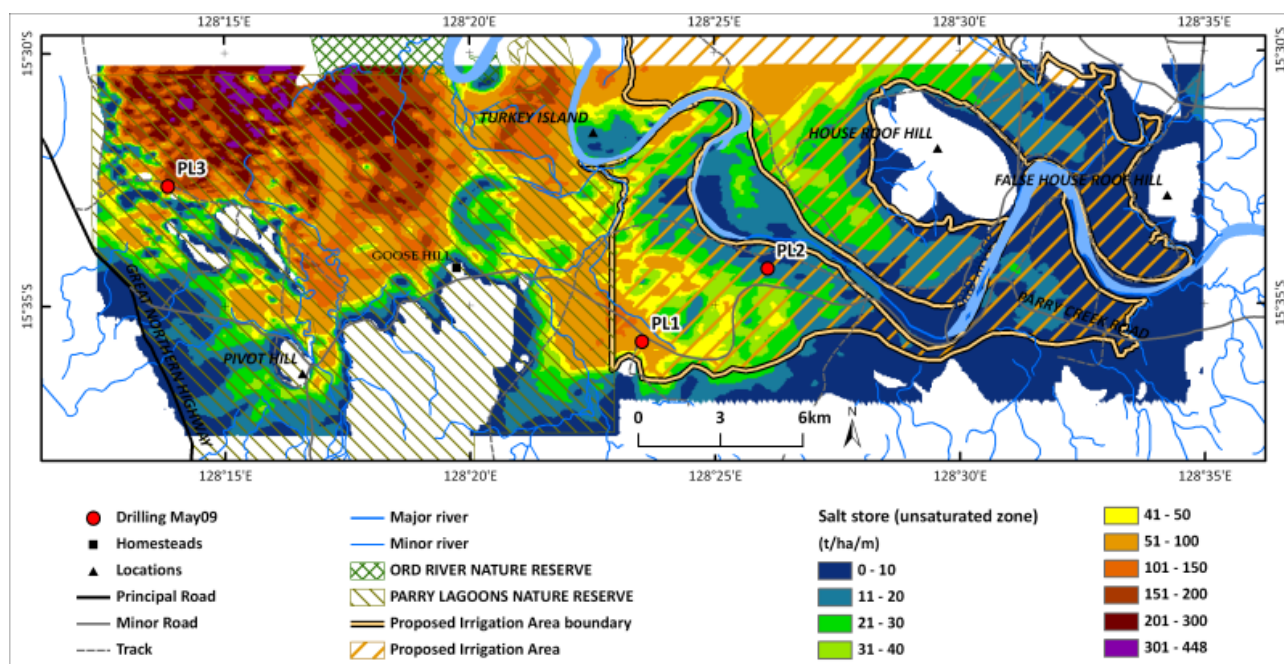 128°15'E 128°20'E 128°25'E 128°30'E 128°35'E
15°30'S 15°30'S
TURKEY ISLAND
HOUSE ROOF HILL
PL3
FALSE HOUSE ROOF HILL
GOOSE HILL
PL2
15°35'S 15°35'S
GREAT NORTHERN HIGHWAY
PARRY CREEK ROAD
PL1
PIVOT HILL
0 3 6km
N
128°15'E 128°20'E 128°25'E 128°30'E 128°35'E
Drilling May09
Homesteads
Locations
Principal Road
Minor Road
Track
Major river
Minor river
ORD RIVER NATURE RESERVE
PARRY LAGOONS NATURE RESERVE
Proposed Irrigation Area boundary
Proposed Irrigation Area
Salt store (unsaturated zone)
(t/ha/m)
0 - 10
11 - 20
21 - 30
31 - 40
41 - 50
51 - 100
101 - 150
151 - 200
201 - 300
301 - 448